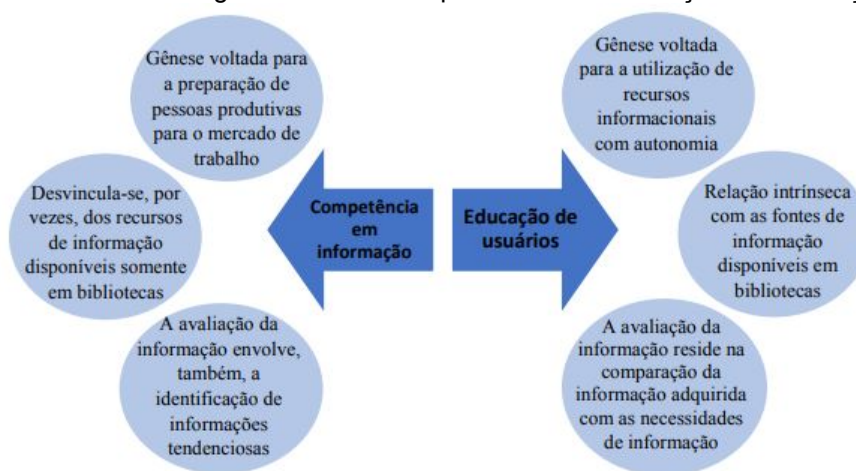 Gênese voltada para
a preparação de
pessoas produtivas
para o mercado de
trabalho
Desvincula-se, por
vezes, dos recursos
de informação
disponíveis somente
em bibliotecas
A avaliação da
informação envolve,
também, a
identificação de
informações
tendenciosas
Competência
em
informação
Educação de
usuários
Gênese voltada
para a utilização de
recursos
informacionais
com autonomia
Relação intrínseca
com as fontes de
informação
disponíveis em
bibliotecas
A avaliação da
informação reside na
comparação da
informação adquirida
com as necessidades
de informação